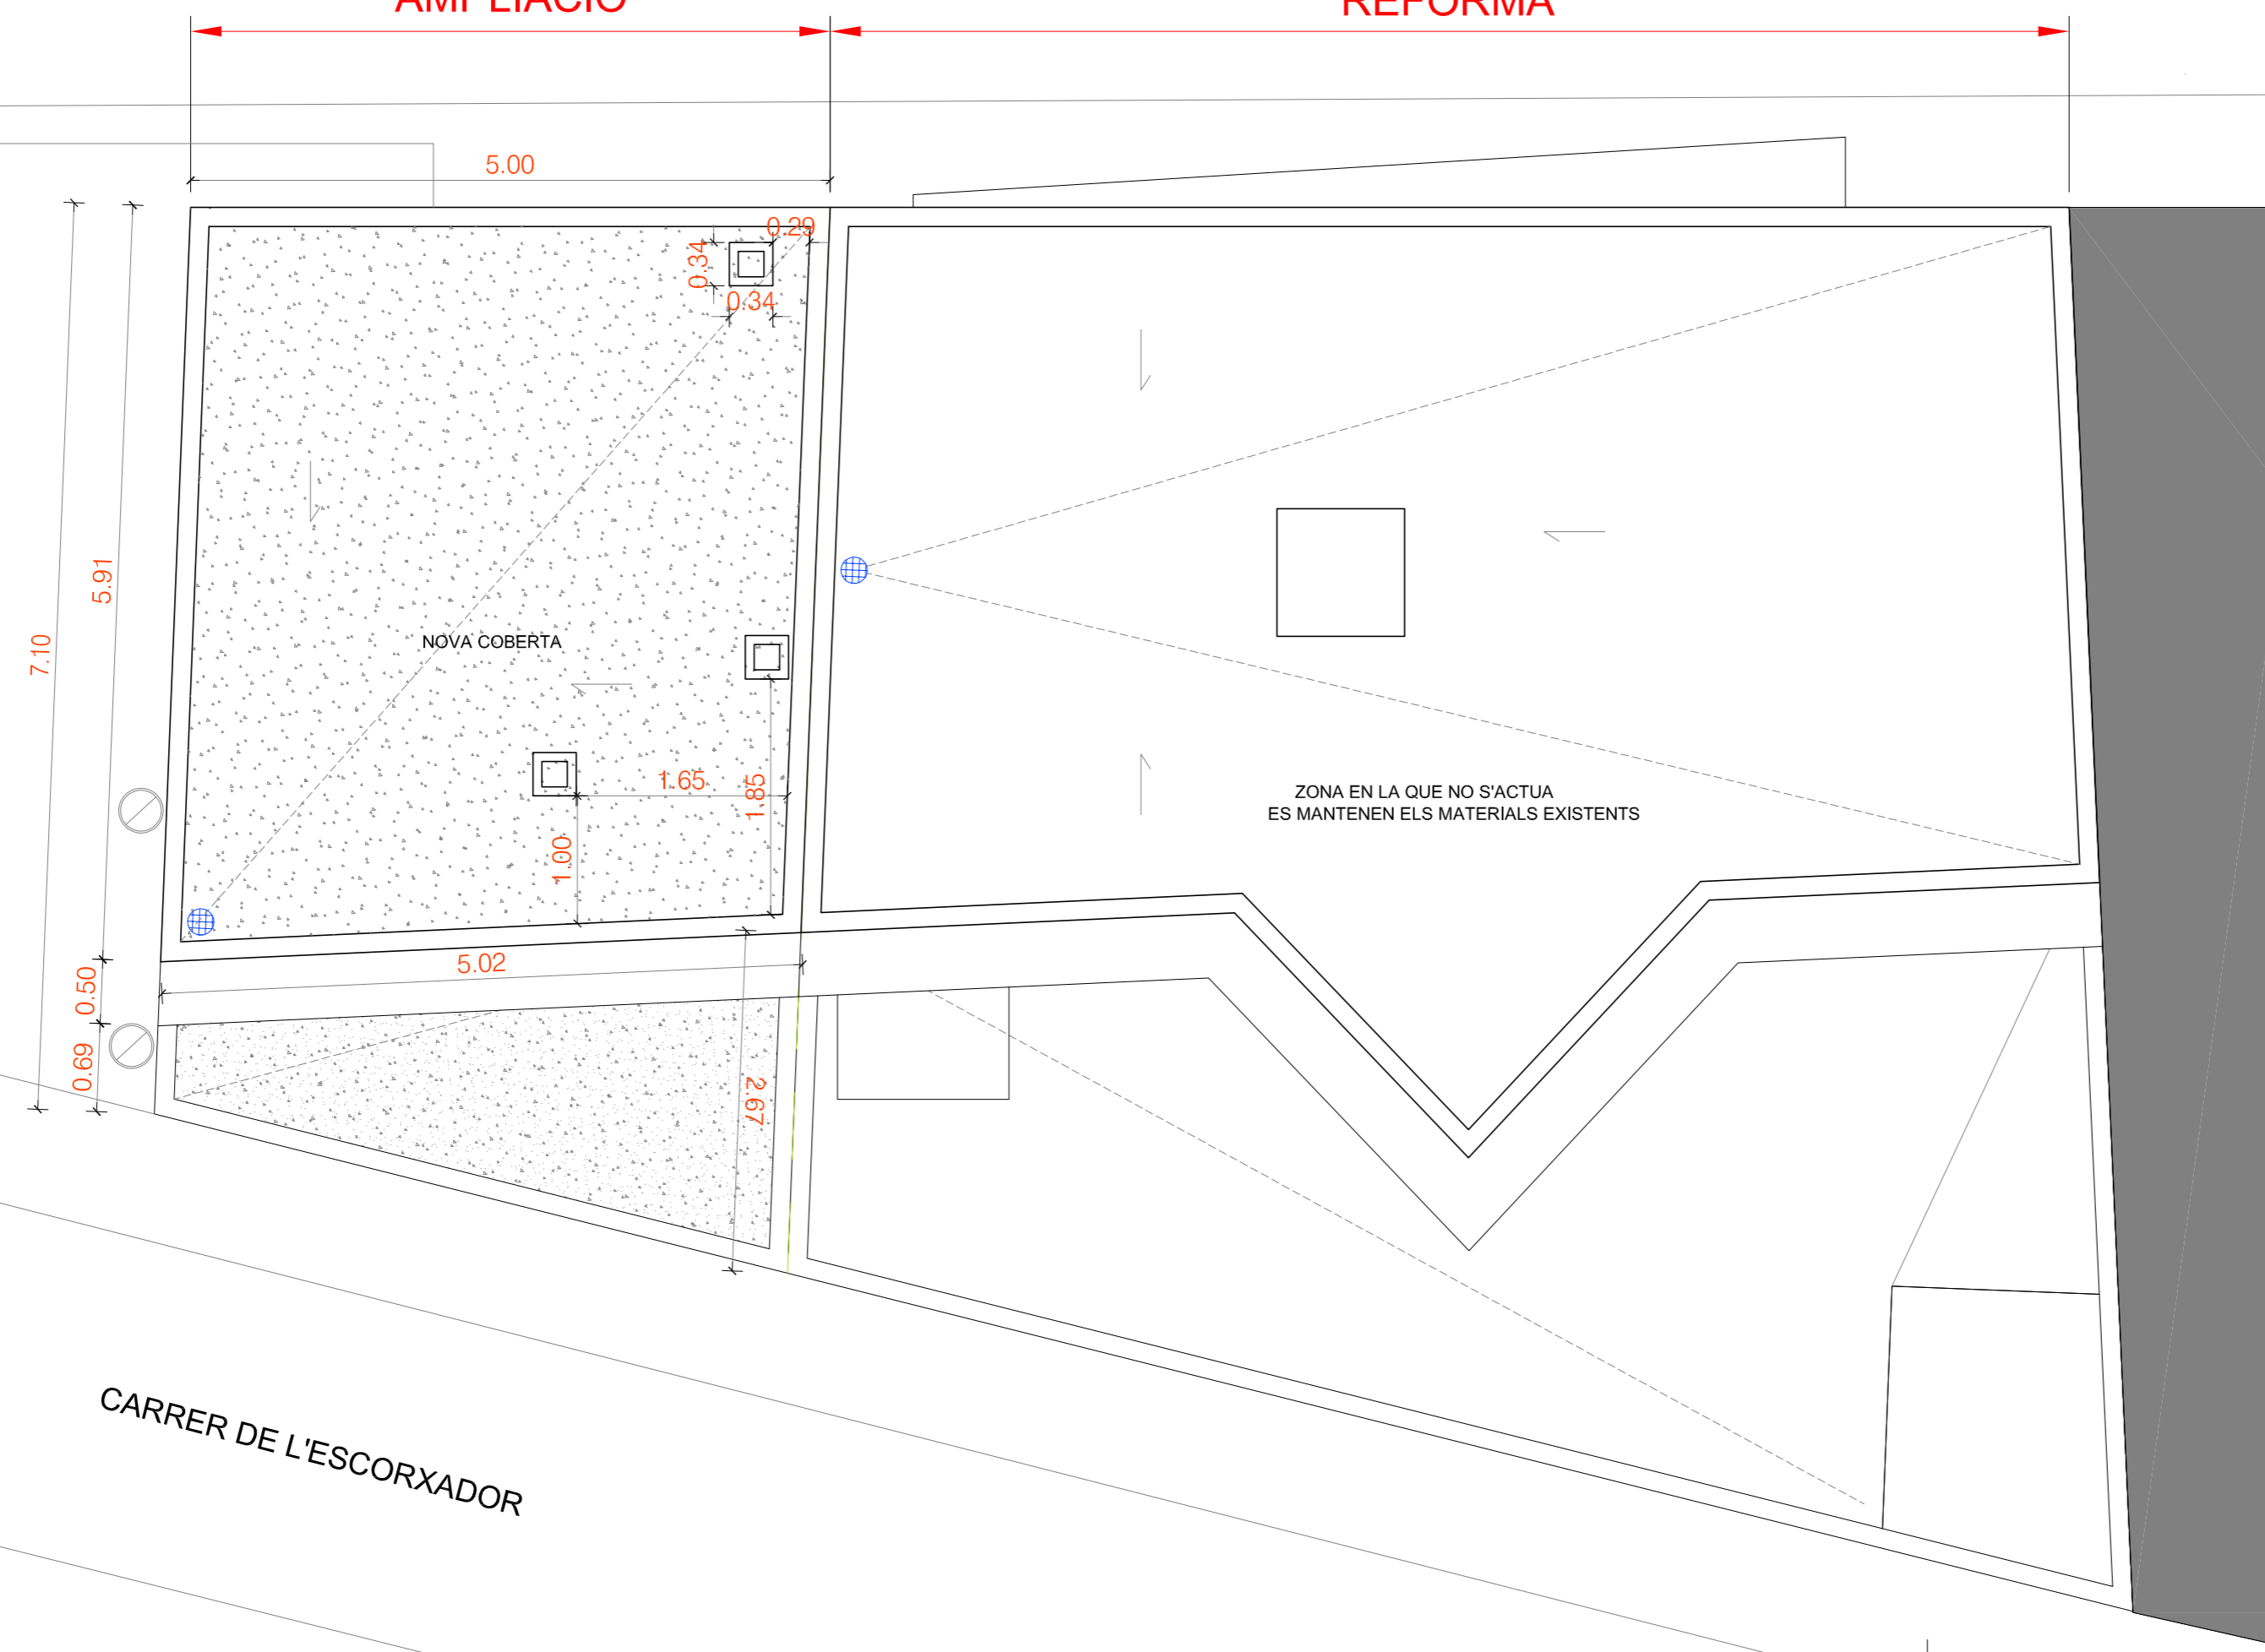 AMPLIACIÓ
REFORMA
5.00
0.29
0.34
0.34
5.91
7.10
NOVA COBERTA
1.65
1.85
1.00
ZONA EN LA QUE NO S'ACTUA
ES MANTENEN ELS MATERIALS EXISTENTS
5.02
0.50
0.69
2.67
CARRER DE L'ESCORXADOR